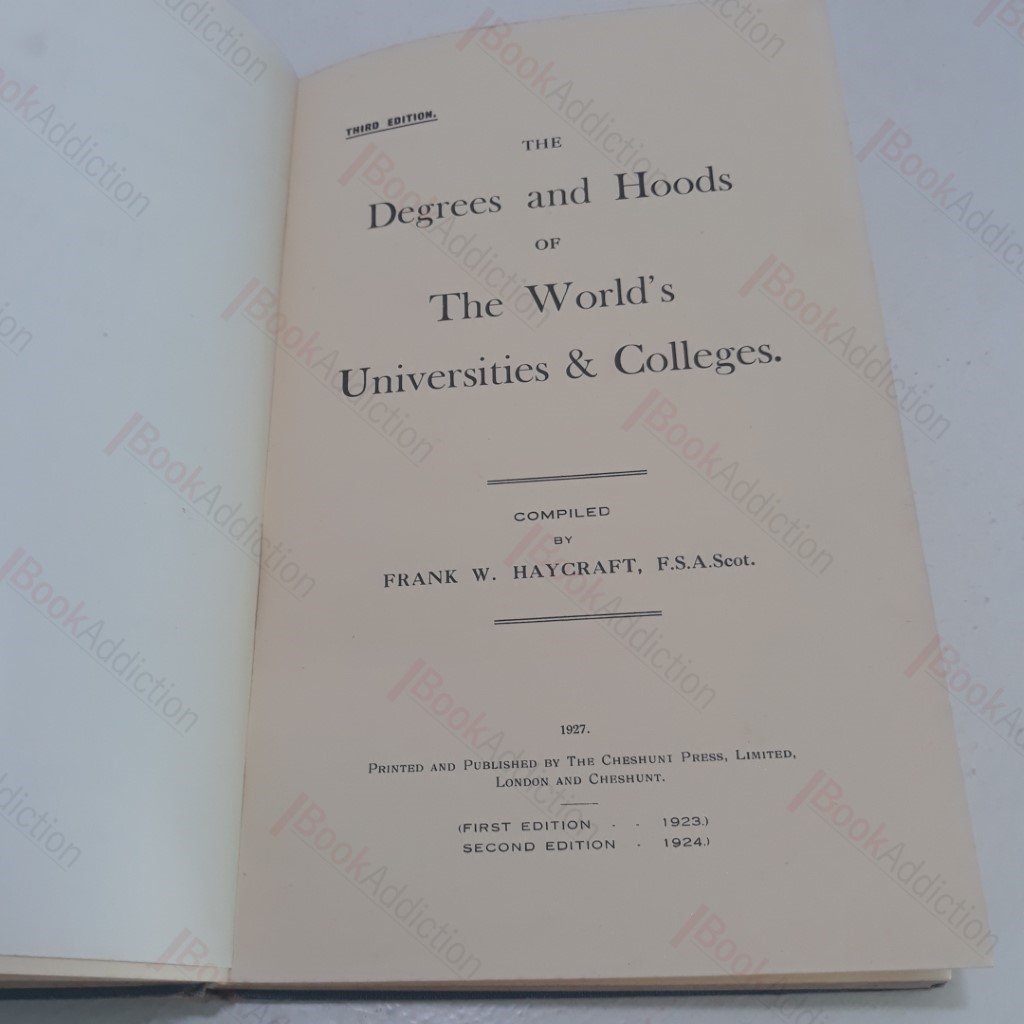 THIRD EDITION.
THE
Degrees and Hoods
OF
The World's
Universities & Colleges.
COMPILED
BY
FRANK W. HAYCRAFT, F.S.A.Scot.
1927.
PRINTED AND PUBLISHED BY THE CHESHUNT PRESS, LIMITED,
LONDON AND CHESHUNT.
(FIRST EDITION . . 1923.)
SECOND EDITION . 1924.)
BookAddiction